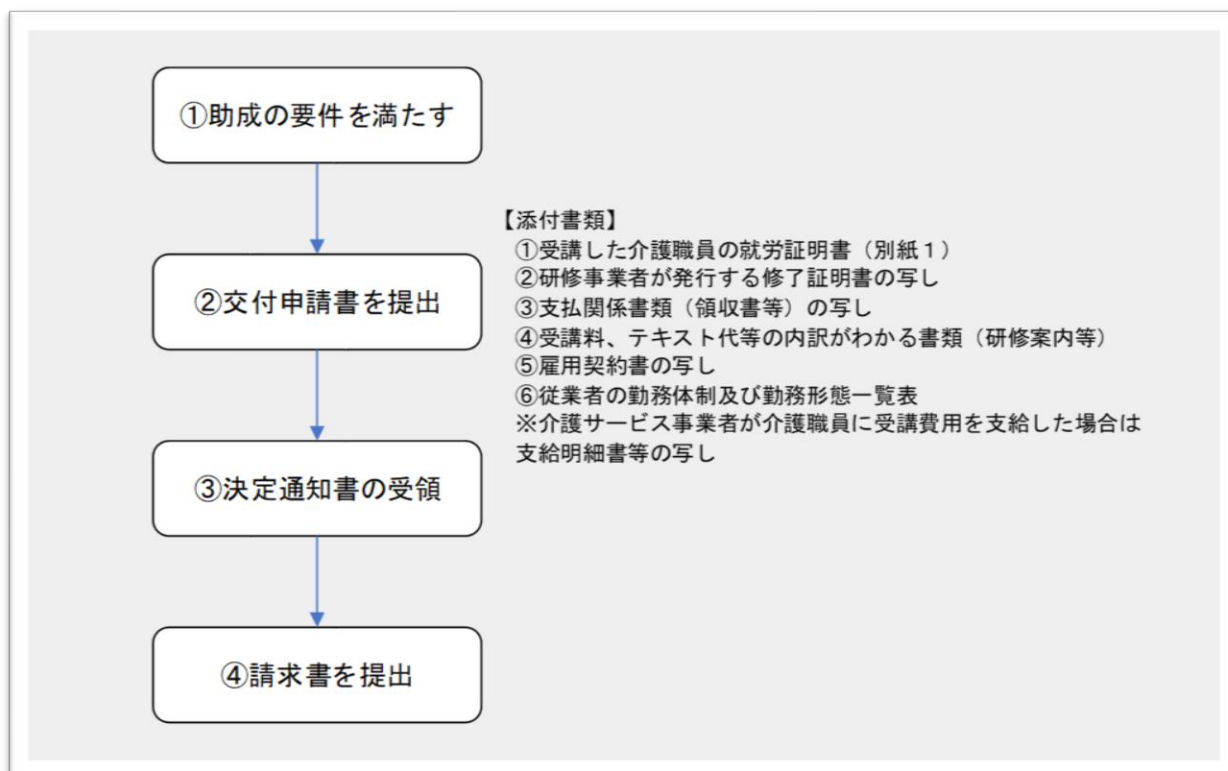 ①助成の要件を満たす
②交付申請書を提出
【添付書類】
①受講した介護職員の就労証明書（別紙１）
②研修事業者が発行する修了証明書の写し
③支払関係書類（領収書等）の写し
④受講料、テキスト代等の内訳がわかる書類（研修案内等）
⑤雇用契約書の写し
⑥従業者の勤務体制及び勤務形態一覧表
※介護サービス事業者が介護職員に受講費用を支給した場合は
支給明細書等の写し
③決定通知書の受領
④請求書を提出